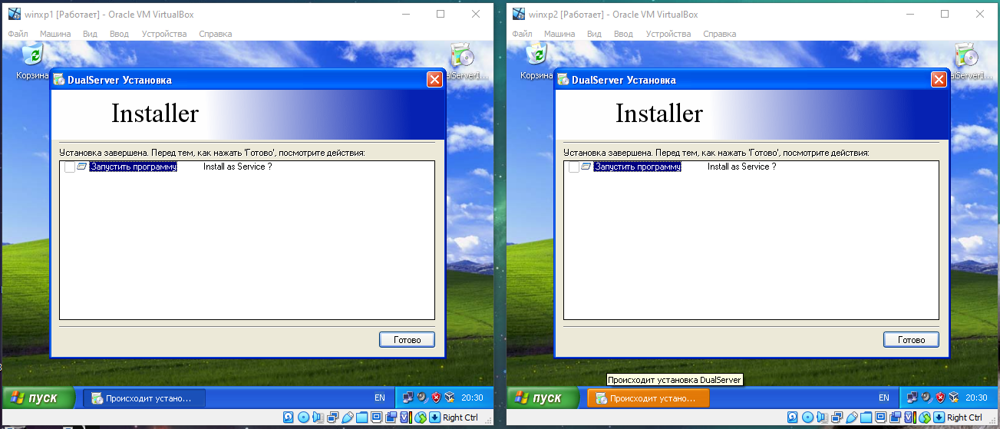 winxp1 [Работает] - Oracle VM VirtualBox
Файл Машина Вид Ввод Устройства Справка
Корзина
alServerI...
DualServer Установка
Installer
Установка завершена. Перед тем, как нажать 'Готово', посмотрите действия:
Запустить программу Install as Service ?
Готово
пуск
Происходит устано...
EN
20:30
Right Ctrl
winxp2 [Работает] - Oracle VM VirtualBox
Файл Машина Вид Ввод Устройства Справка
Корзина
alServerI...
DualServer Установка
Installer
Установка завершена. Перед тем, как нажать 'Готово', посмотрите действия:
Запустить программу Install as Service ?
Готово
Происходит установка DualServer
пуск
Происходит устано...
EN
20:30
Right Ctrl